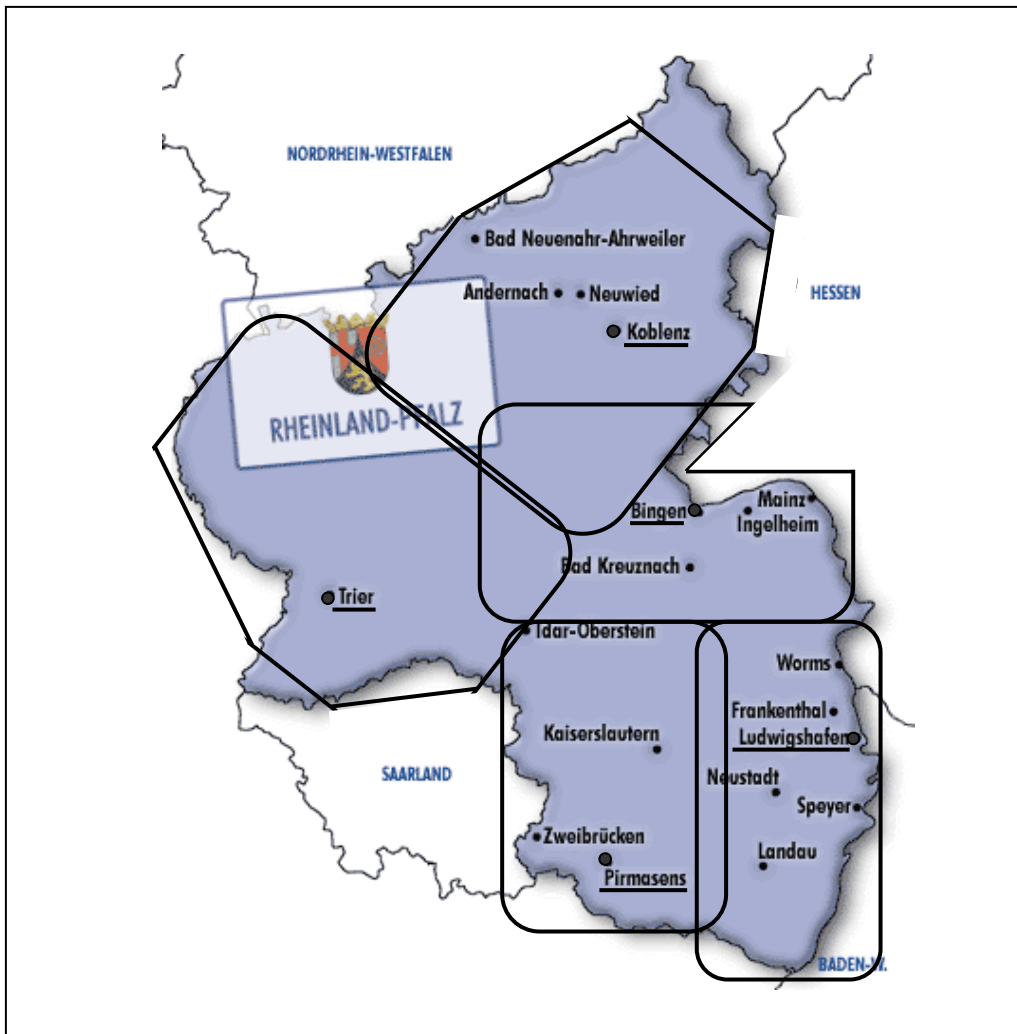 NORDRHEIN-WESTFALEN
Bad Neuenahr-Ahrweiler
Andernach
Neuwied
HESSEN
Koblenz
RHEINLAND-PFALZ
Mainz
Bingen
Ingelheim
Bad Kreuznach
Trier
Idar-Oberstein
Worms
Frankenthal
Kaiserslautern
Ludwigshafen
SAARLAND
Neustadt
Speyer
Zweibrücken
Landau
Pirmasens
BADEN-W.